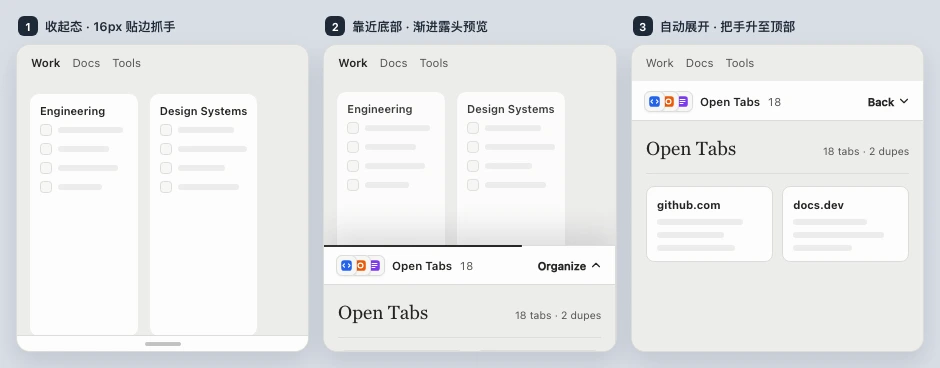 1 收起态 · 16px 贴边抓手
Work Docs Tools
Engineering
Design Systems
2 靠近底部 · 渐进露头预览
Work Docs Tools
Engineering
Design Systems
Open Tabs 18
Organize
Open Tabs
18 tabs · 2 dupes
3 自动展开 · 把手升至顶部
Work Docs Tools
Open Tabs 18
Back
Open Tabs
18 tabs · 2 dupes
github.com
docs.dev